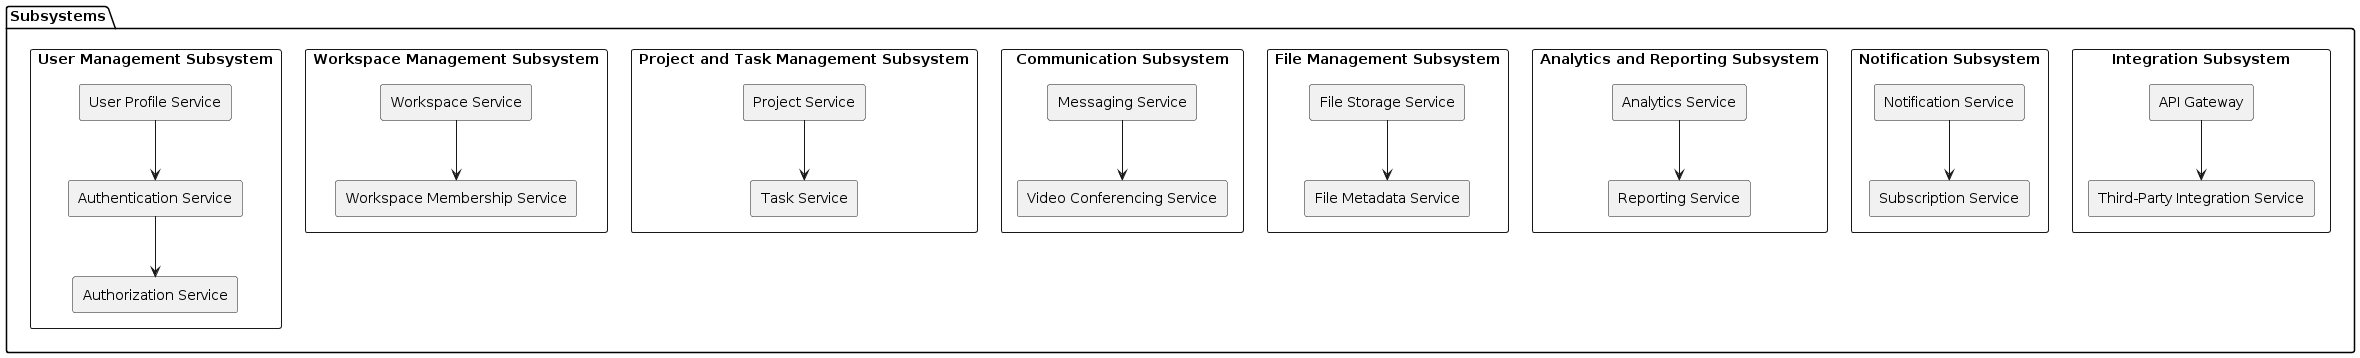 Subsystems
User Management Subsystem
User Profile Service
Authentication Service
Authorization Service
Workspace Management Subsystem
Workspace Service
Workspace Membership Service
Project and Task Management Subsystem
Project Service
Task Service
Communication Subsystem
Messaging Service
Video Conferencing Service
File Management Subsystem
File Storage Service
File Metadata Service
Analytics and Reporting Subsystem
Analytics Service
Reporting Service
Notification Subsystem
Notification Service
Subscription Service
Integration Subsystem
API Gateway
Third-Party Integration Service